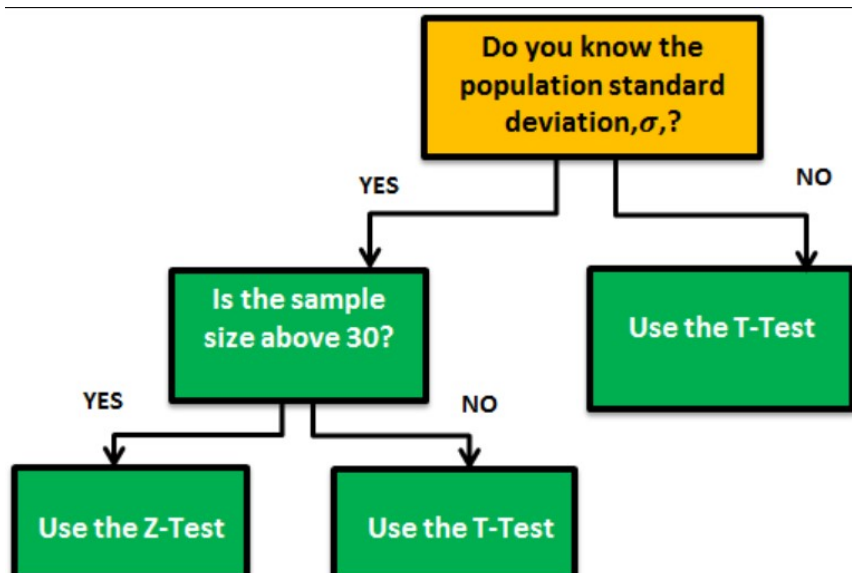 Do you know the
population standard
deviation,σ,?
YES
NO
Is the sample
size above 30?
Use the T-Test
YES
NO
Use the Z-Test
Use the T-Test